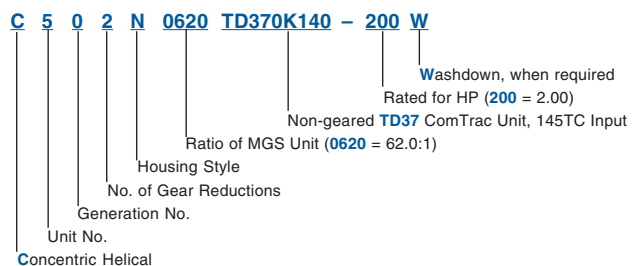 C 5 0 2 N 0620 TD370K140 – 200 W
Washdown, when required
Rated for HP (200 = 2.00)
Non-geared TD37 ComTrac Unit, 145TC Input
Ratio of MGS Unit (0620 = 62.0:1)
Housing Style
No. of Gear Reductions
Generation No.
Unit No.
Concentric Helical